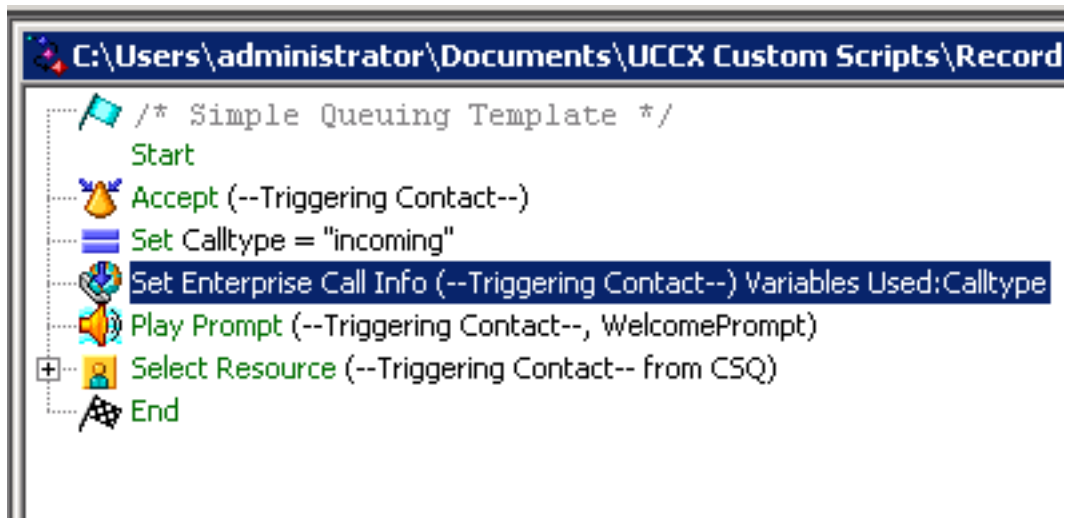 C:\Users\administrator\Documents\UCCX Custom Scripts\Record
/* Simple Queuing Template */
Start
Accept (--Triggering Contact--)
Set Calltype = "incoming"
Set Enterprise Call Info (--Triggering Contact--) Variables Used:Calltype
Play Prompt (--Triggering Contact--, WelcomePrompt)
Select Resource (--Triggering Contact-- from CSQ)
End